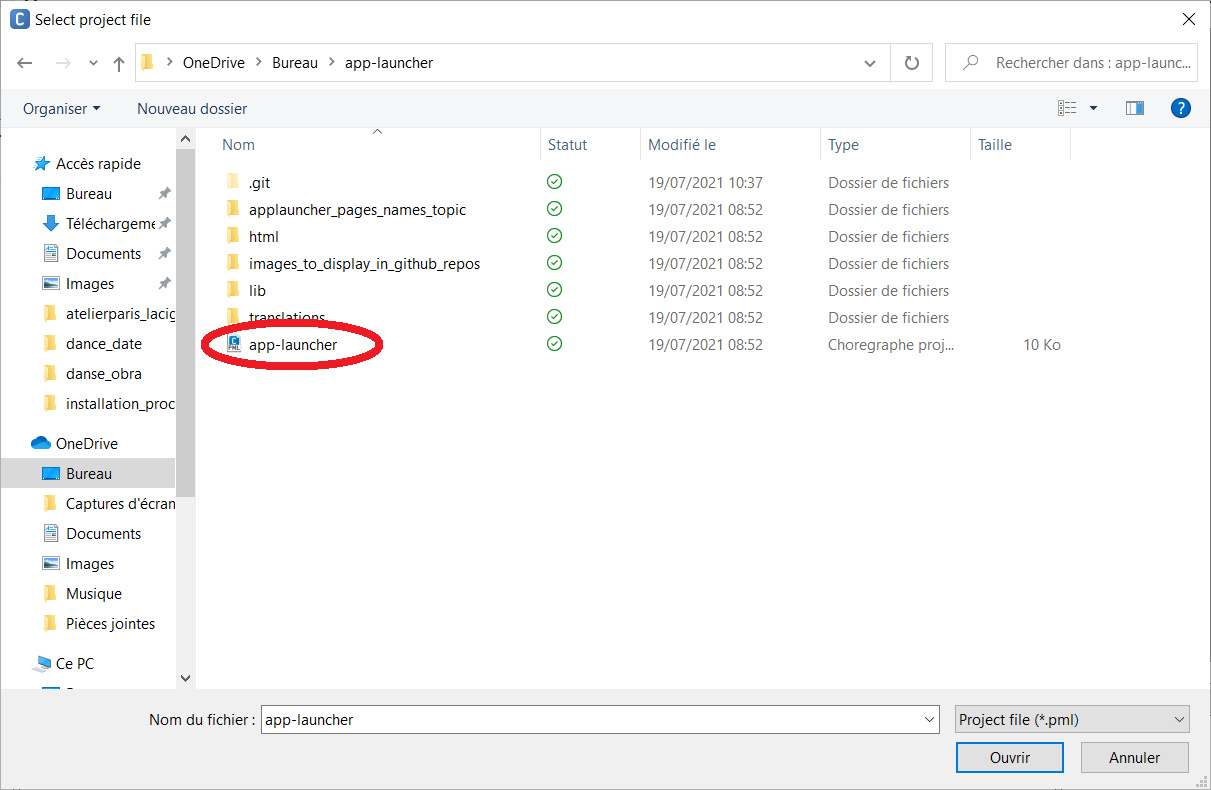 Select project file
OneDrive > Bureau > app-launcher
Rechercher dans : app-launc...
Organiser
Nouveau dossier
Nom Statut Modifié le Type Taille
Accès rapide
Bureau
Téléchargeme
Documents
Images
atelierparis_lacig
dance_date
danse_obra
installation_proc
OneDrive
Bureau
Captures d'écran
Documents
Images
Musique
Pièces jointes
Ce PC
.git 19/07/2021 10:37 Dossier de fichiers
applauncher_pages_names_topic 19/07/2021 08:52 Dossier de fichiers
html 19/07/2021 08:52 Dossier de fichiers
images_to_display_in_github_repos 19/07/2021 08:52 Dossier de fichiers
lib 19/07/2021 08:52 Dossier de fichiers
translations 19/07/2021 08:52 Dossier de fichiers
app-launcher 19/07/2021 08:52 Choregraphe proj... 10 Ko
Nom du fichier : app-launcher
Project file (*.pml)
Ouvrir
Annuler